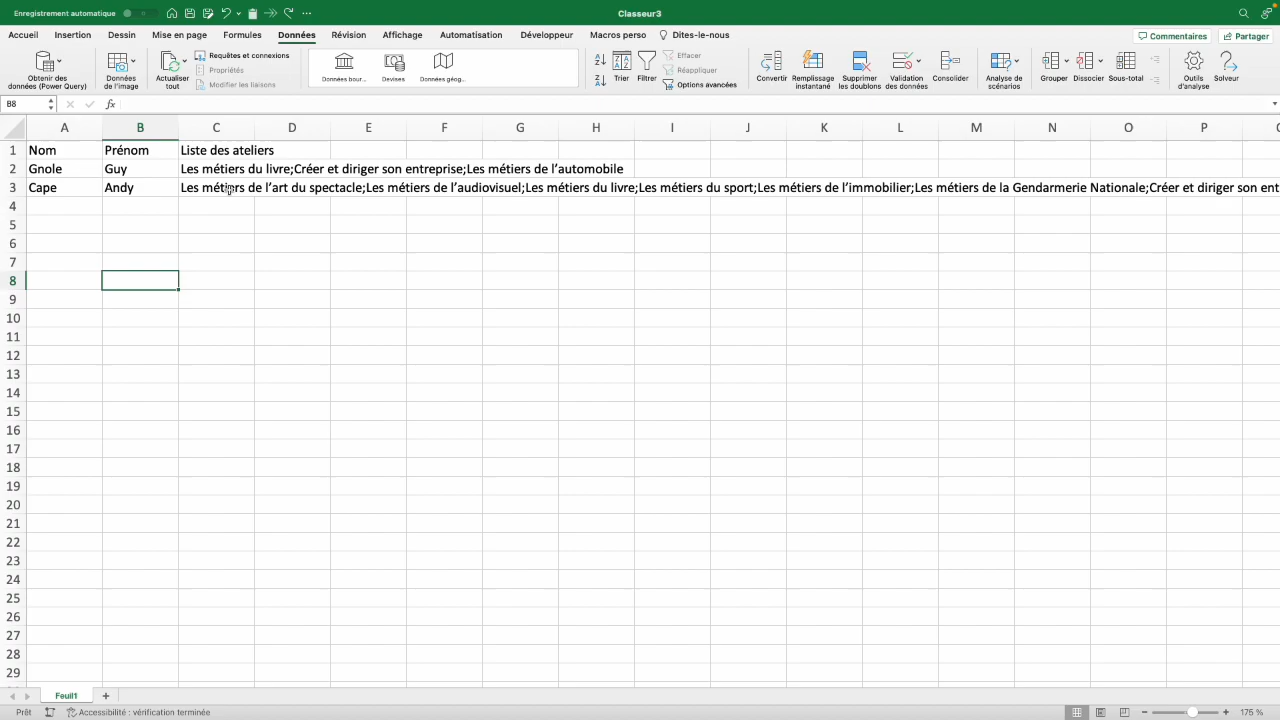 Enregistrement automatique
Classeur3
Accueil Insertion Dessin Mise en page Formules Données Révision Affichage Automatisation Développeur Macros perso Dites-le-nous
Commentaires Partager
Obtenir des données (Power Query)
Données de l'image
Actualiser tout
Requêtes et connexions
Propriétés
Modifier les liaisons
Données bour... Devises Données géog...
Trier
Filtrer
Effacer
Réappliquer
Options avancées
Convertir
Remplissage instantané
Supprimer les doublons
Validation des données
Consolider
Analyse de scénarios
Grouper
Dissocier
Sous-total
Outils d'analyse
Solveur
B8 fx
A B C D E F G H I J K L M N O P
1 Nom Prénom Liste des ateliers
2 Gnole Guy Les métiers du livre;Créer et diriger son entreprise;Les métiers de l’automobile
3 Cape Andy Les métiers de l’art du spectacle;Les métiers de l’audiovisuel;Les métiers du livre;Les métiers du sport;Les métiers de l’immobilier;Les métiers de la Gendarmerie Nationale;Créer et diriger son ent
4
5
6
7
8
9
10
11
12
13
14
15
16
17
18
19
20
21
22
23
24
25
26
27
28
29
Feuil1
Prêt Accessibilité : vérification terminée 175 %